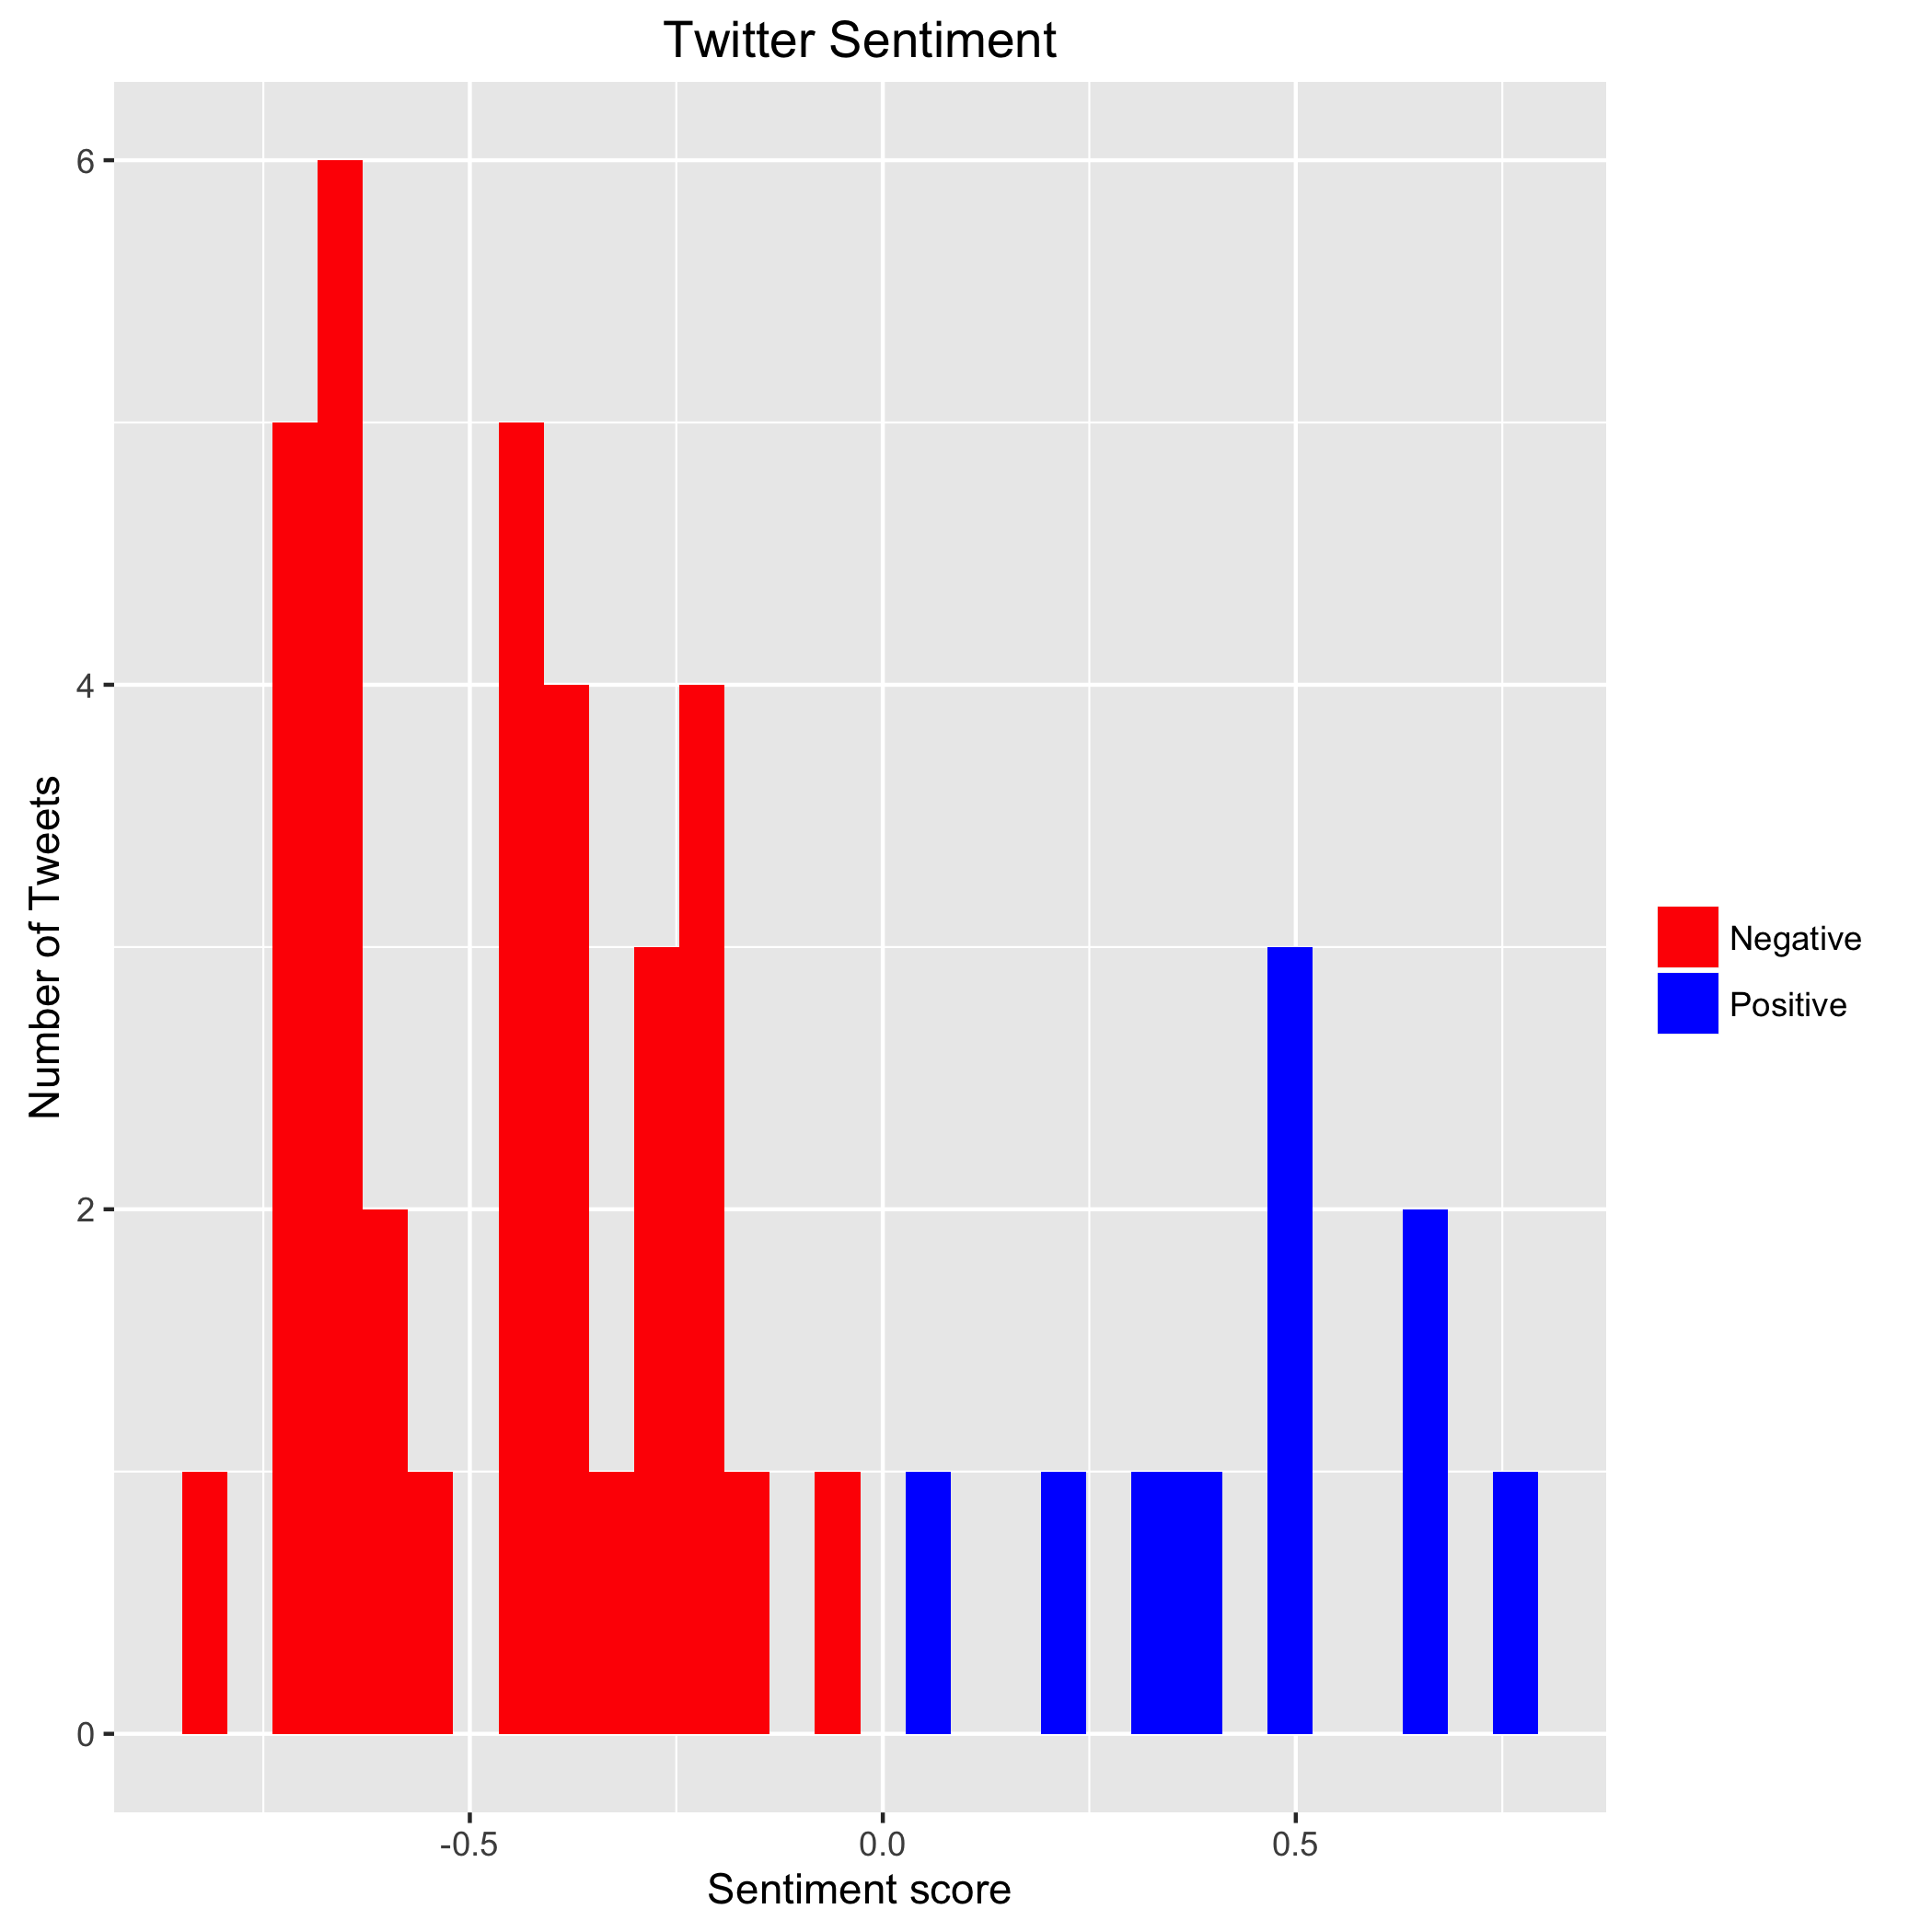 Twitter Sentiment
Number of Tweets
6
4
2
0
-0.5
0.0
0.5
Sentiment score
Negative
Positive